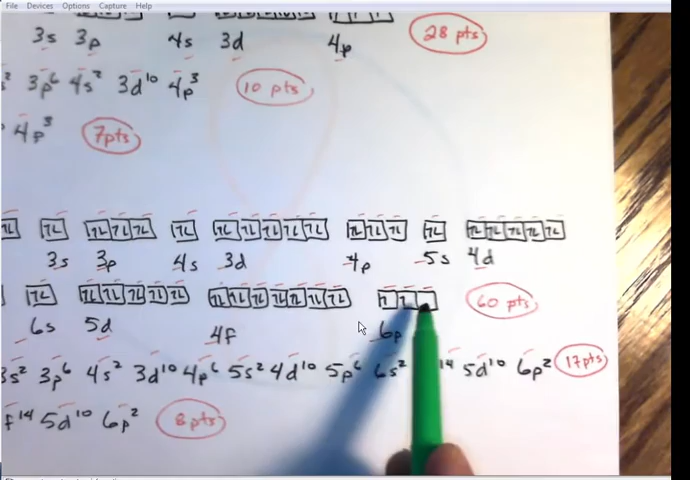 File Devices Options Capture Help
3s 3p 4s 3d 4p 28 pts
3p⁶ 4s² 3d¹⁰ 4p³ 10 pts
4p³ 7pts
3s 3p 4s 3d 4p 5s 4d
6s 5d 4f 6p 60 pts
3s² 3p⁶ 4s² 3d¹⁰ 4p⁶ 5s² 4d¹⁰ 5p⁶ 6s² 14 5d¹⁰ 6p² 17pts
f¹⁴ 5d¹⁰ 6p² 8pts